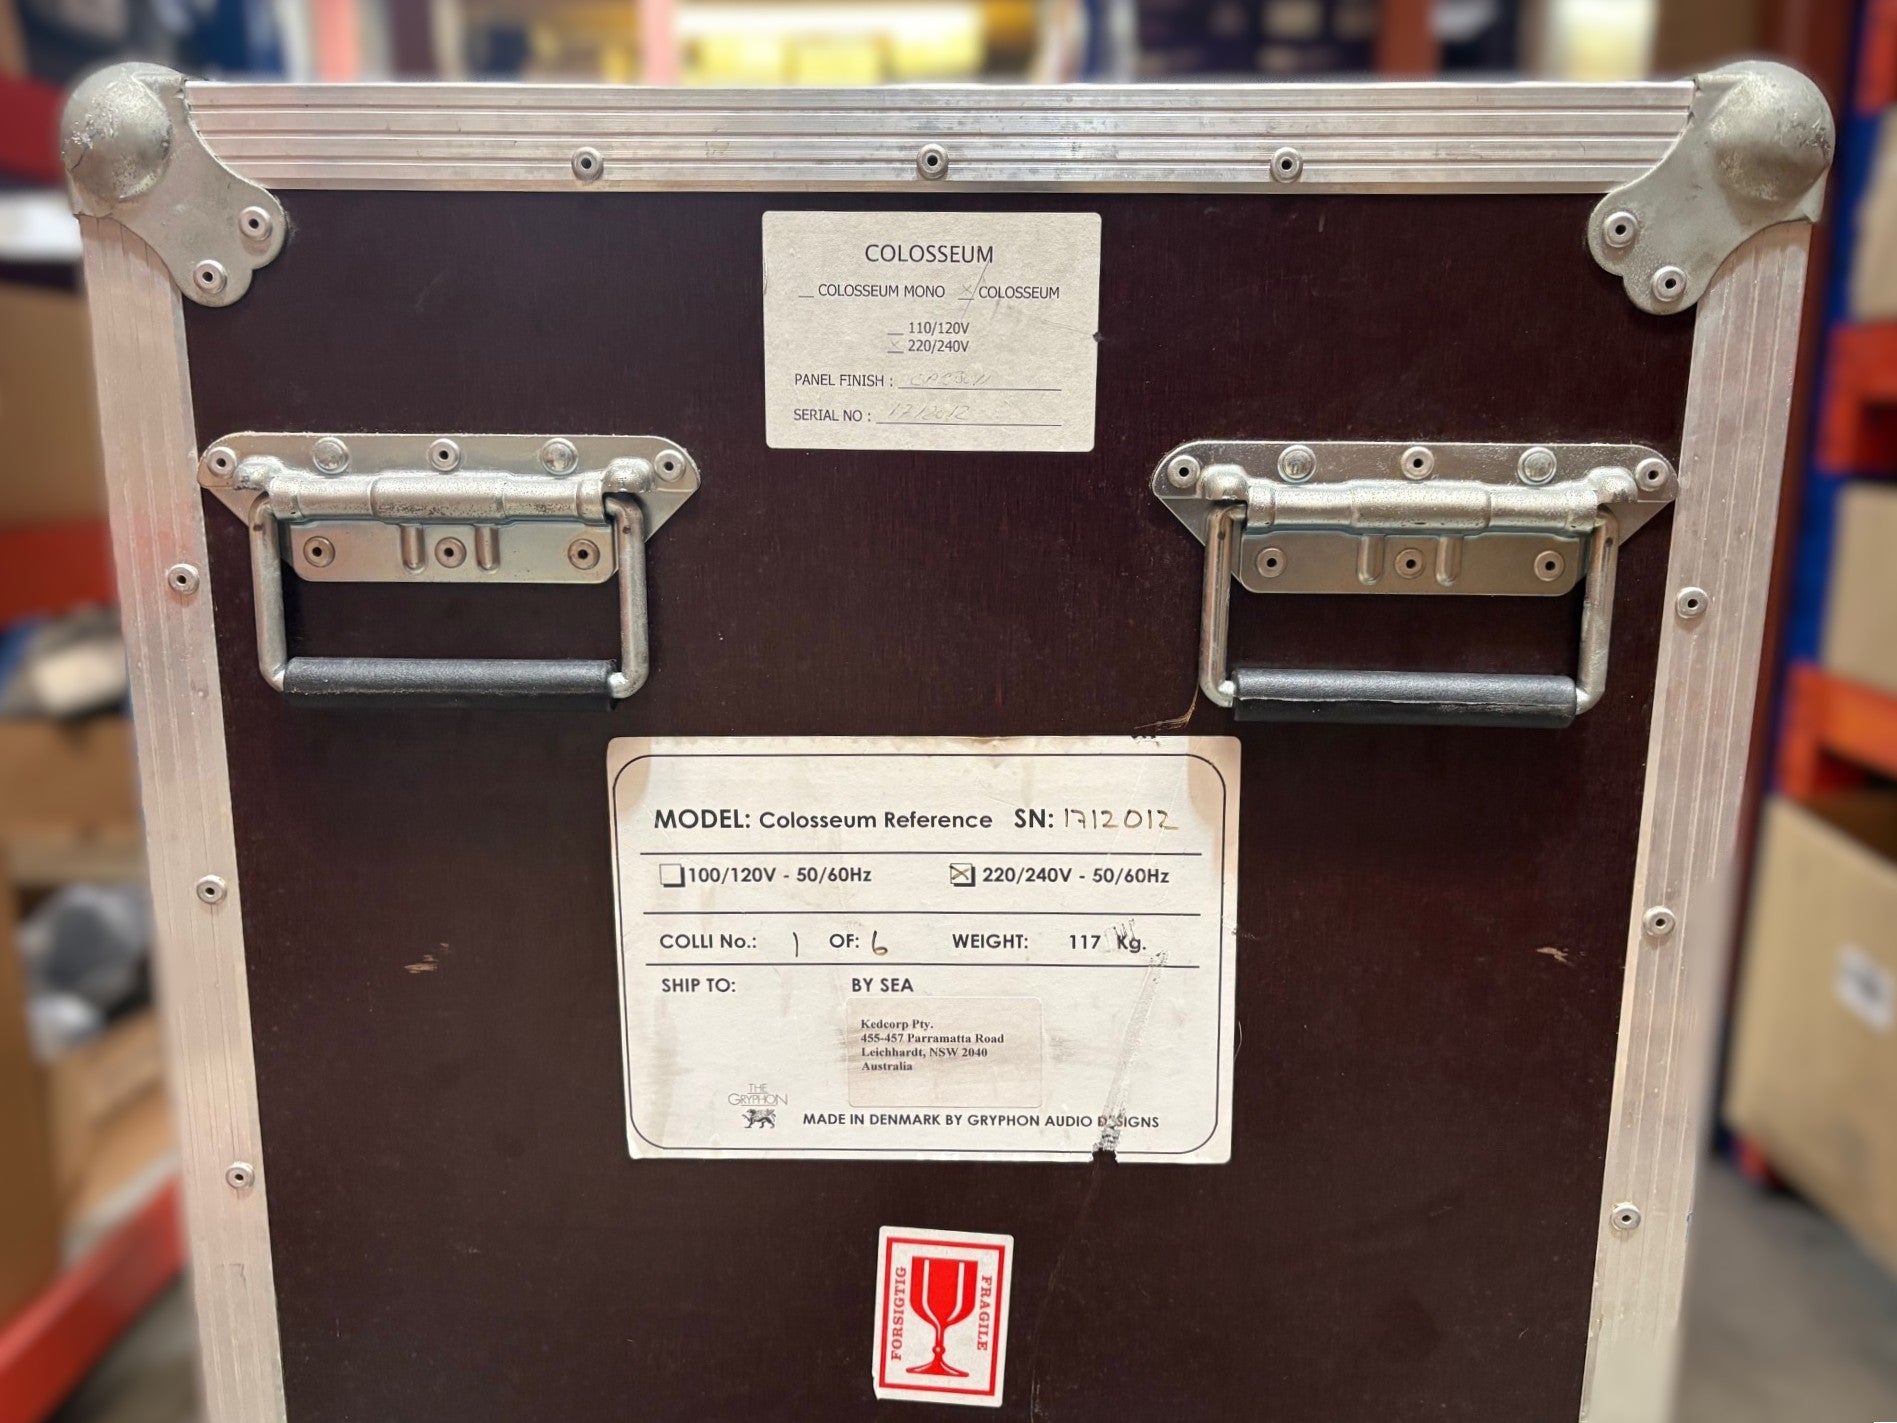 COLOSSEUM
__ COLOSSEUM MONO _×_ COLOSSEUM
__ 110/120V
_×_ 220/240V
PANEL FINISH :
SERIAL NO : 1712012
MODEL: Colosseum Reference SN: 1712012
100/120V - 50/60Hz ☒ 220/240V - 50/60Hz
COLLI No.: 1 OF: 6 WEIGHT: 117 Kg.
SHIP TO: BY SEA
Kedcorp Pty.
455-457 Parramatta Road
Leichhardt, NSW 2040
Australia
THE
GRYPHON
MADE IN DENMARK BY GRYPHON AUDIO DESIGNS
FORSIGTIG
FRAGILE